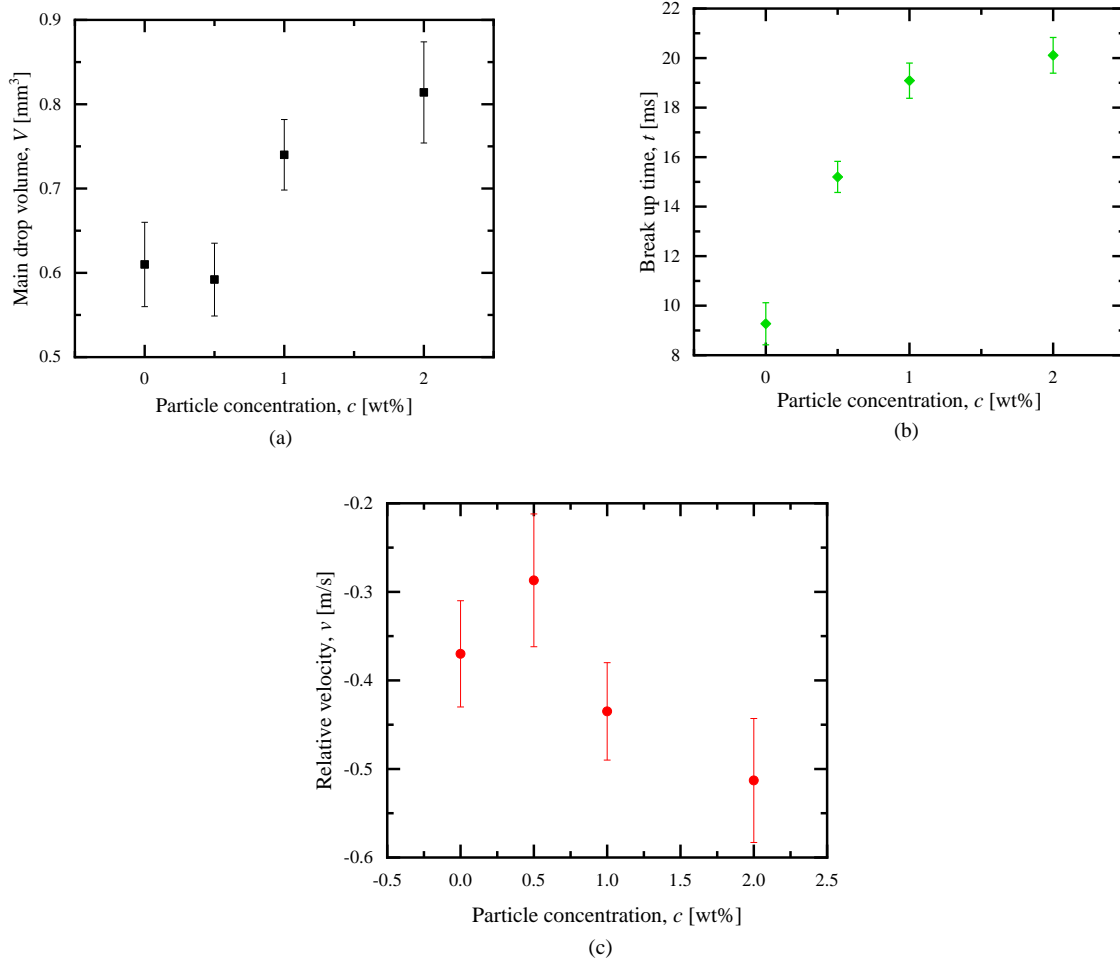 0.9
0.8
0.7
0.6
0.5
Main drop volume, V [mm³]
0 1 2
Particle concentration, c [wt%]
(a)
22
20
18
16
14
12
10
8
Break up time, t [ms]
0 1 2
Particle concentration, c [wt%]
(b)
-0.2
-0.3
-0.4
-0.5
-0.6
Relative velocity, v [m/s]
-0.5 0.0 0.5 1.0 1.5 2.0 2.5
Particle concentration, c [wt%]
(c)